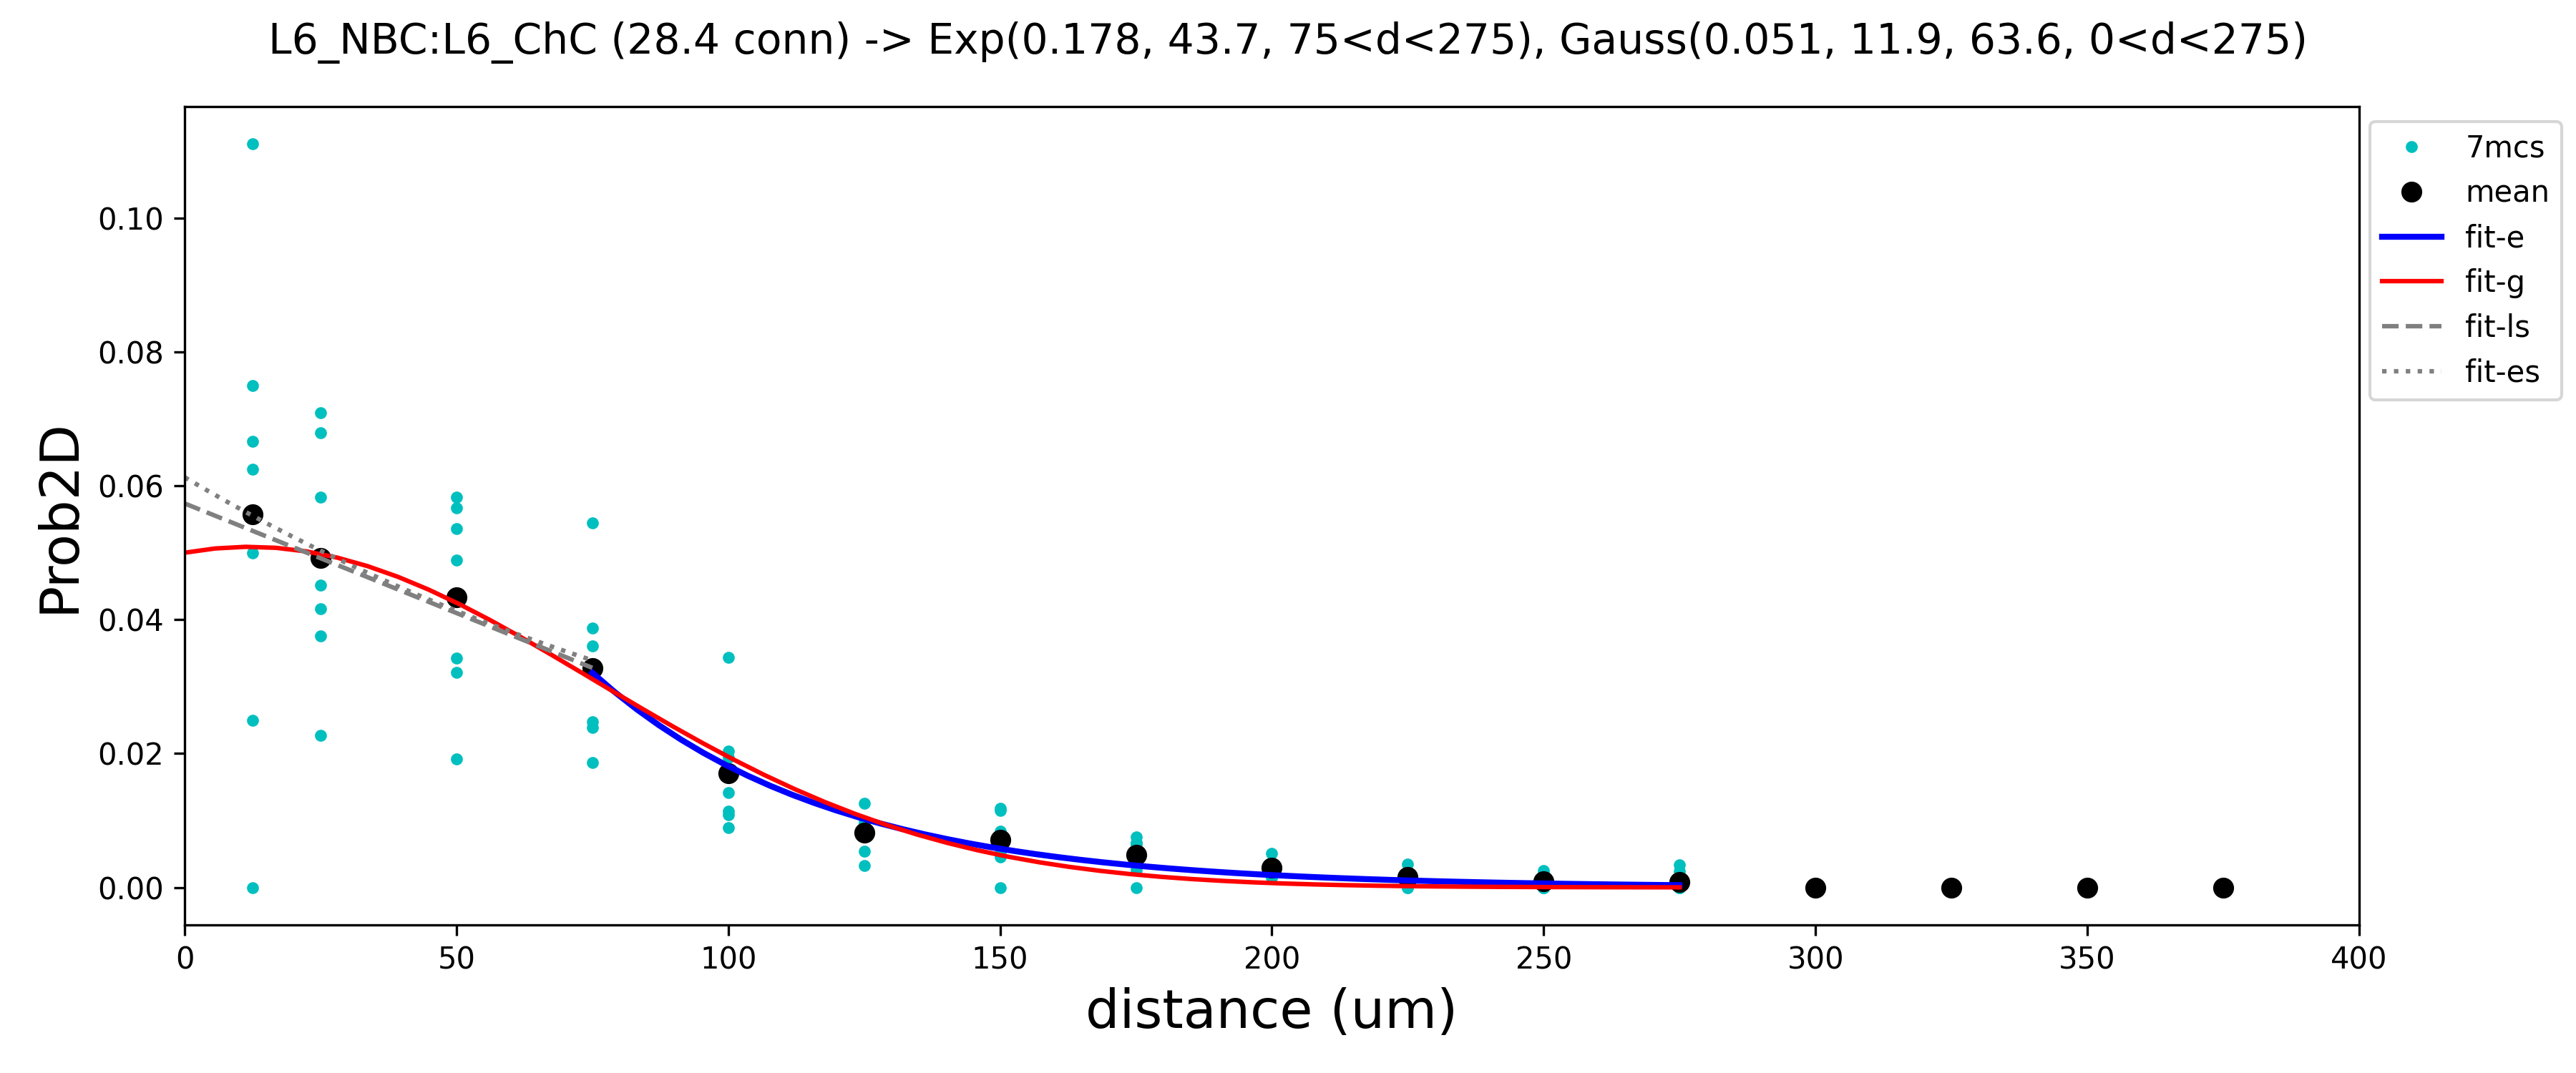 L6_NBC:L6_ChC (28.4 conn) -> Exp(0.178, 43.7, 75<d<275), Gauss(0.051, 11.9, 63.6, 0<d<275)
7mcs
mean
fit-e
fit-g
fit-ls
fit-es
Prob2D
0.10
0.08
0.06
0.04
0.02
0.00
0 50 100 150 200 250 300 350 400
distance (um)